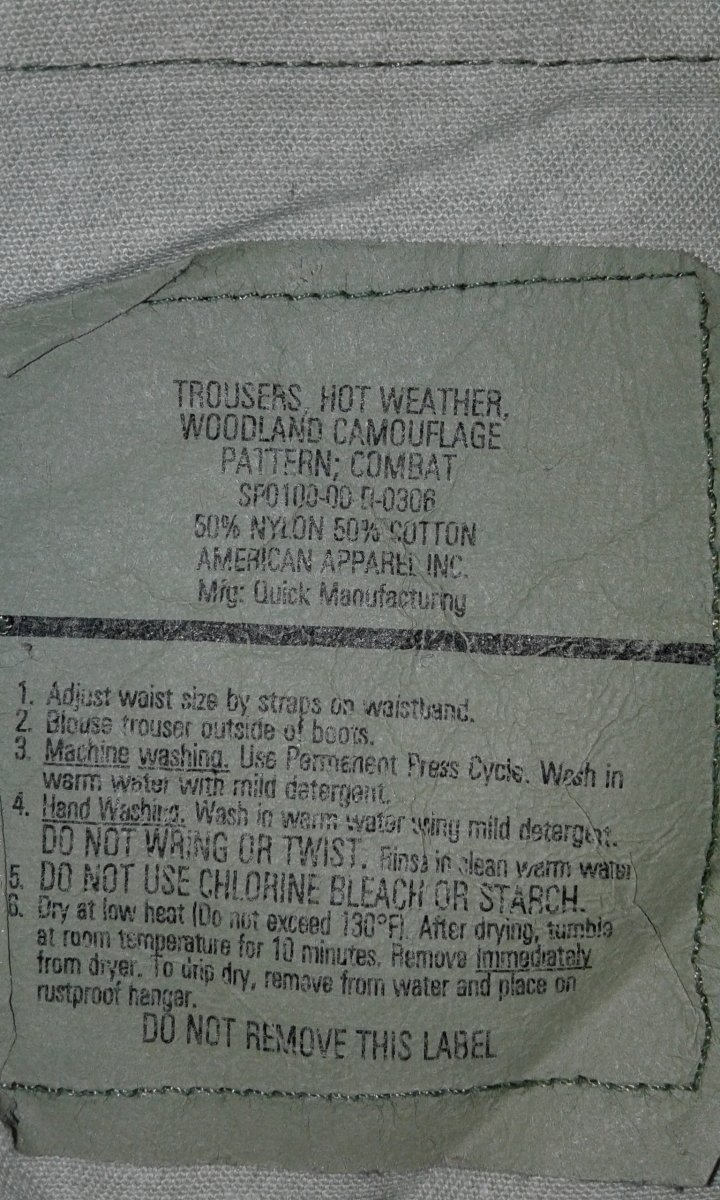 TROUSERS, HOT WEATHER,
WOODLAND CAMOUFLAGE
PATTERN; COMBAT
SP0100-00-D-0306
50% NYLON 50% COTTON
AMERICAN APPAREL INC.
Mfg: Quick Manufacturing
1. Adjust waist size by straps on waistband.
2. Blouse trouser outside of boots.
3. Machine washing. Use Permanent Press Cycle. Wash in
warm water with mild detergent.
4. Hand Washing. Wash in warm water using mild detergent.
DO NOT WRING OR TWIST. Rinse in clean warm water
5. DO NOT USE CHLORINE BLEACH OR STARCH.
6. Dry at low heat (Do not exceed 130°F). After drying, tumble
at room temperature for 10 minutes. Remove immediately
from dryer. To drip dry, remove from water and place on
rustproof hanger.
DO NOT REMOVE THIS LABEL